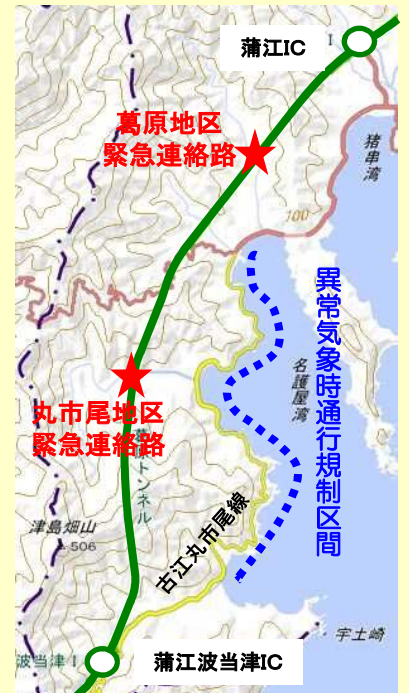 蒲江IC
I
葛原地区
緊急連絡路
猪串湾
100
異常気象時通行規制区間
名護屋湾
丸市尾地区
緊急連絡路
トンネル
津島畑山
506
古江丸市尾線
宇土崎
波当津I
蒲江波当津IC